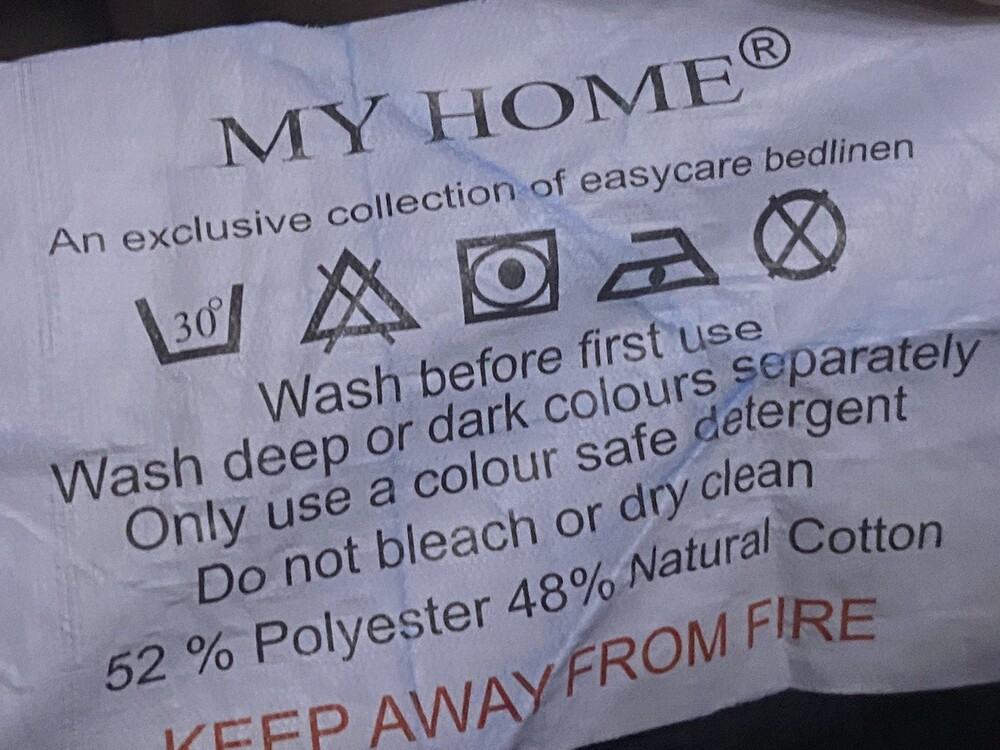 MY HOME®
An exclusive collection of easycare bedlinen
30°
Wash before first use
Wash deep or dark colours separately
Only use a colour safe detergent
Do not bleach or dry clean
52 % Polyester 48% Natural Cotton
KEEP AWAY FROM FIRE